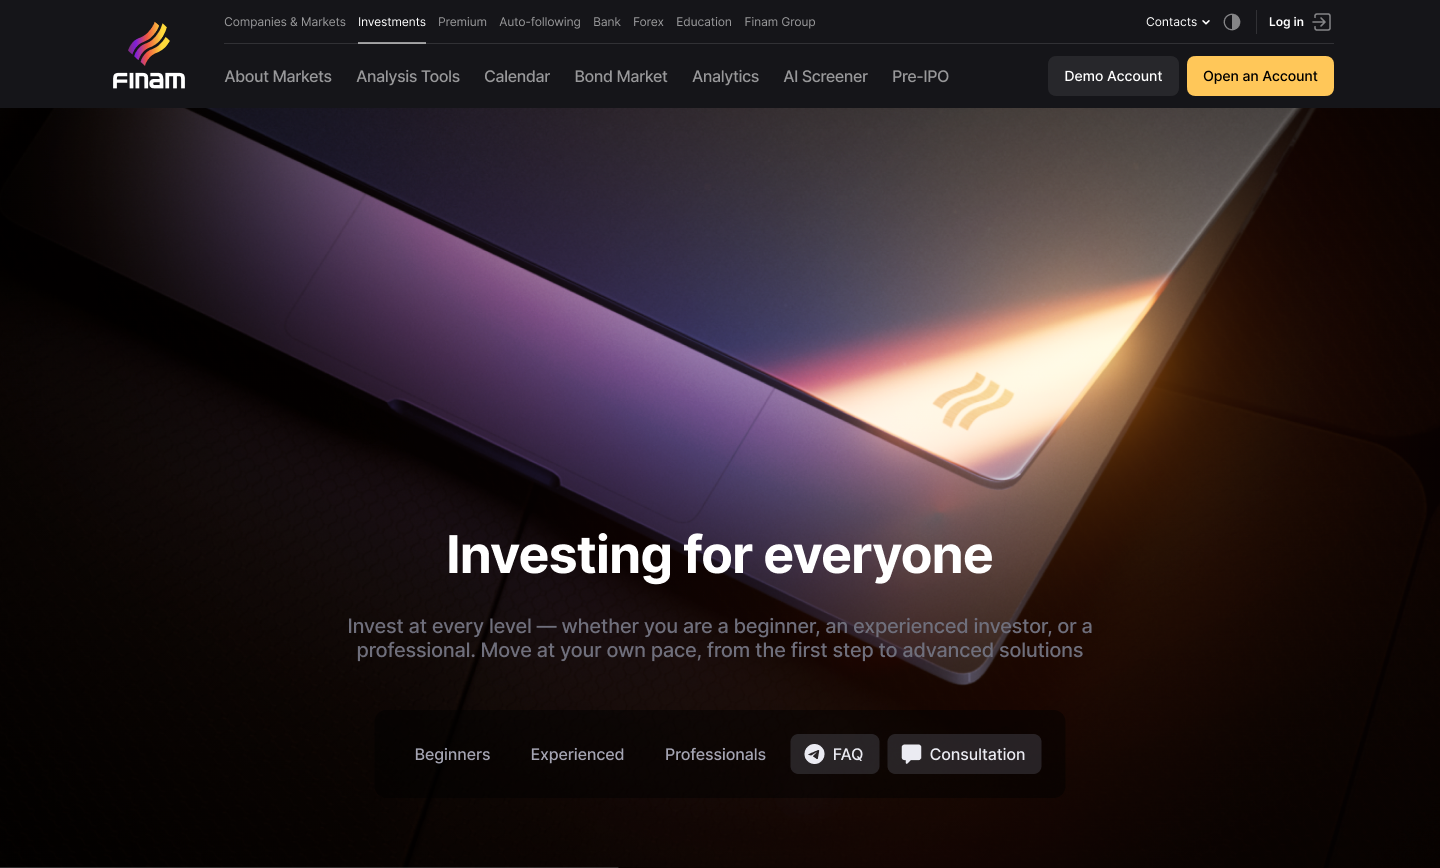 Companies & Markets Investments Premium Auto-following Bank Forex Education Finam Group Contacts Log in
FINAM
About Markets Analysis Tools Calendar Bond Market Analytics AI Screener Pre-IPO Demo Account Open an Account
Investing for everyone
Invest at every level — whether you are a beginner, an experienced investor, or a
professional. Move at your own pace, from the first step to advanced solutions
Beginners Experienced Professionals FAQ Consultation